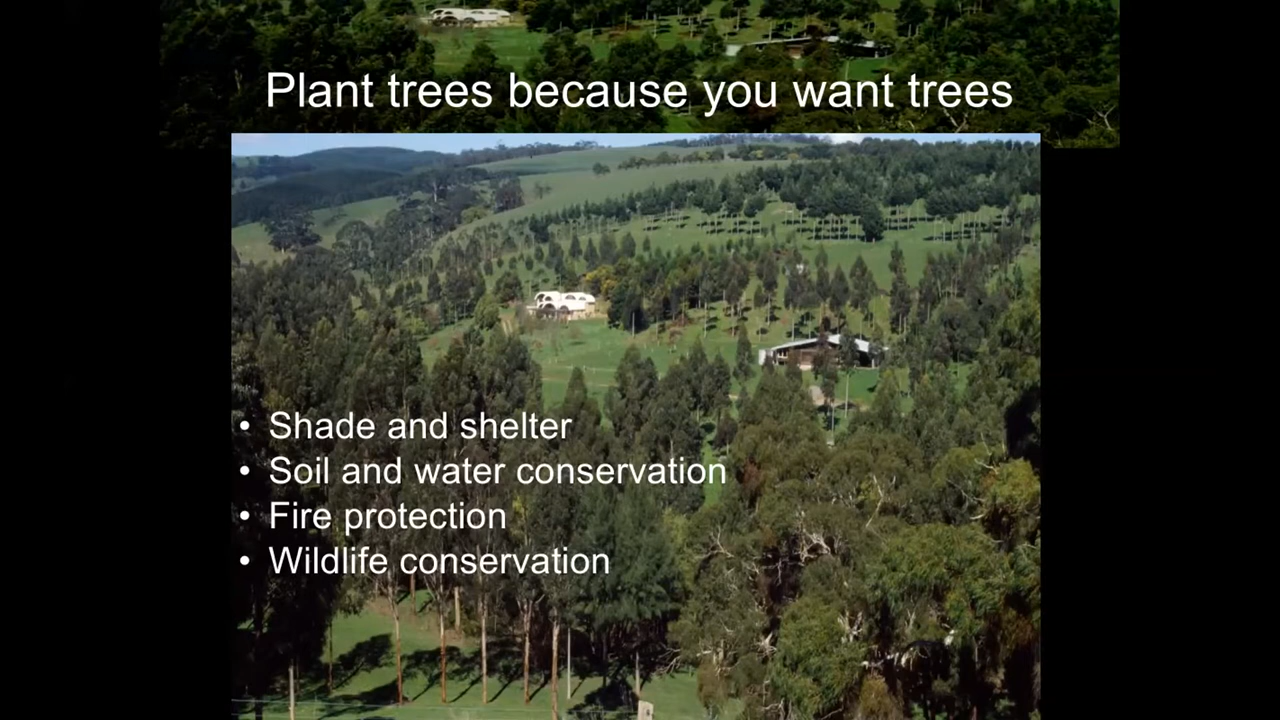 Plant trees because you want trees
• Shade and shelter
• Soil and water conservation
• Fire protection
• Wildlife conservation